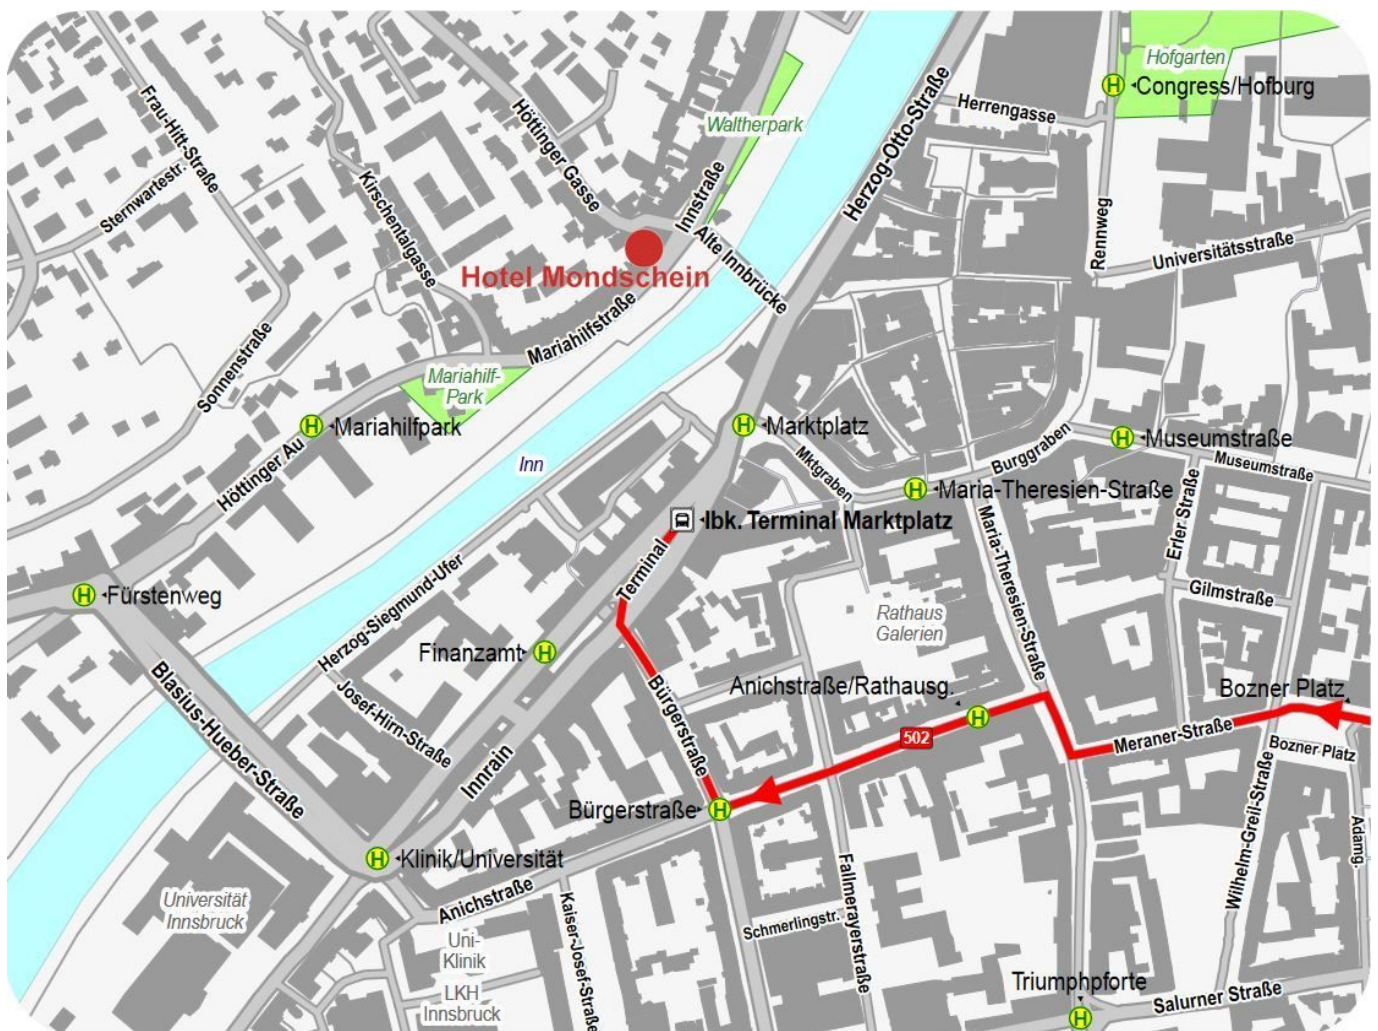 Hofgarten
Congress/Hofburg
Herrengasse
Herzog-Otto-Straße
Waltherpark
Frau-Hitt-Straße
Höttinger Gasse
Sternwartestr.
Kirschentalgasse
Innstraße
Alte Innbrücke
Rennweg
Universitätsstraße
Hotel Mondschein
Mariahilfstraße
Sonnenstraße
Mariahilf-
Park
H
Mariahilfpark
H
Marktplatz
H
Museumstraße
Burggraben
Museumstraße
Höttinger Au
Inn
Mktgraben
H
Maria-Theresien-Straße
Ibk. Terminal Marktplatz
Erler Straße
Maria-Theresien-Straße
Terminal
H
Fürstenweg
Gilmstraße
Herzog-Siegmund-Ufer
Rathaus
Galerien
Finanzamt
H
Blasius-Hueber-Straße
Josef-Hirn-Straße
Bürgerstraße
Anichstraße/Rathausg.
H
Bozner Platz
502
Meraner-Straße
Bozner Platz
Innrain
Bürgerstraße
H
Wilhelm-Greil-Straße
Adamg.
H
Klinik/Universität
Universität
Innsbruck
Anichstraße
Kaiser-Josef-Straße
Schmerlingstr.
Fallmerayerstraße
Uni-
Klinik
LKH
Innsbruck
Triumphpforte
H
Salurner Straße
H